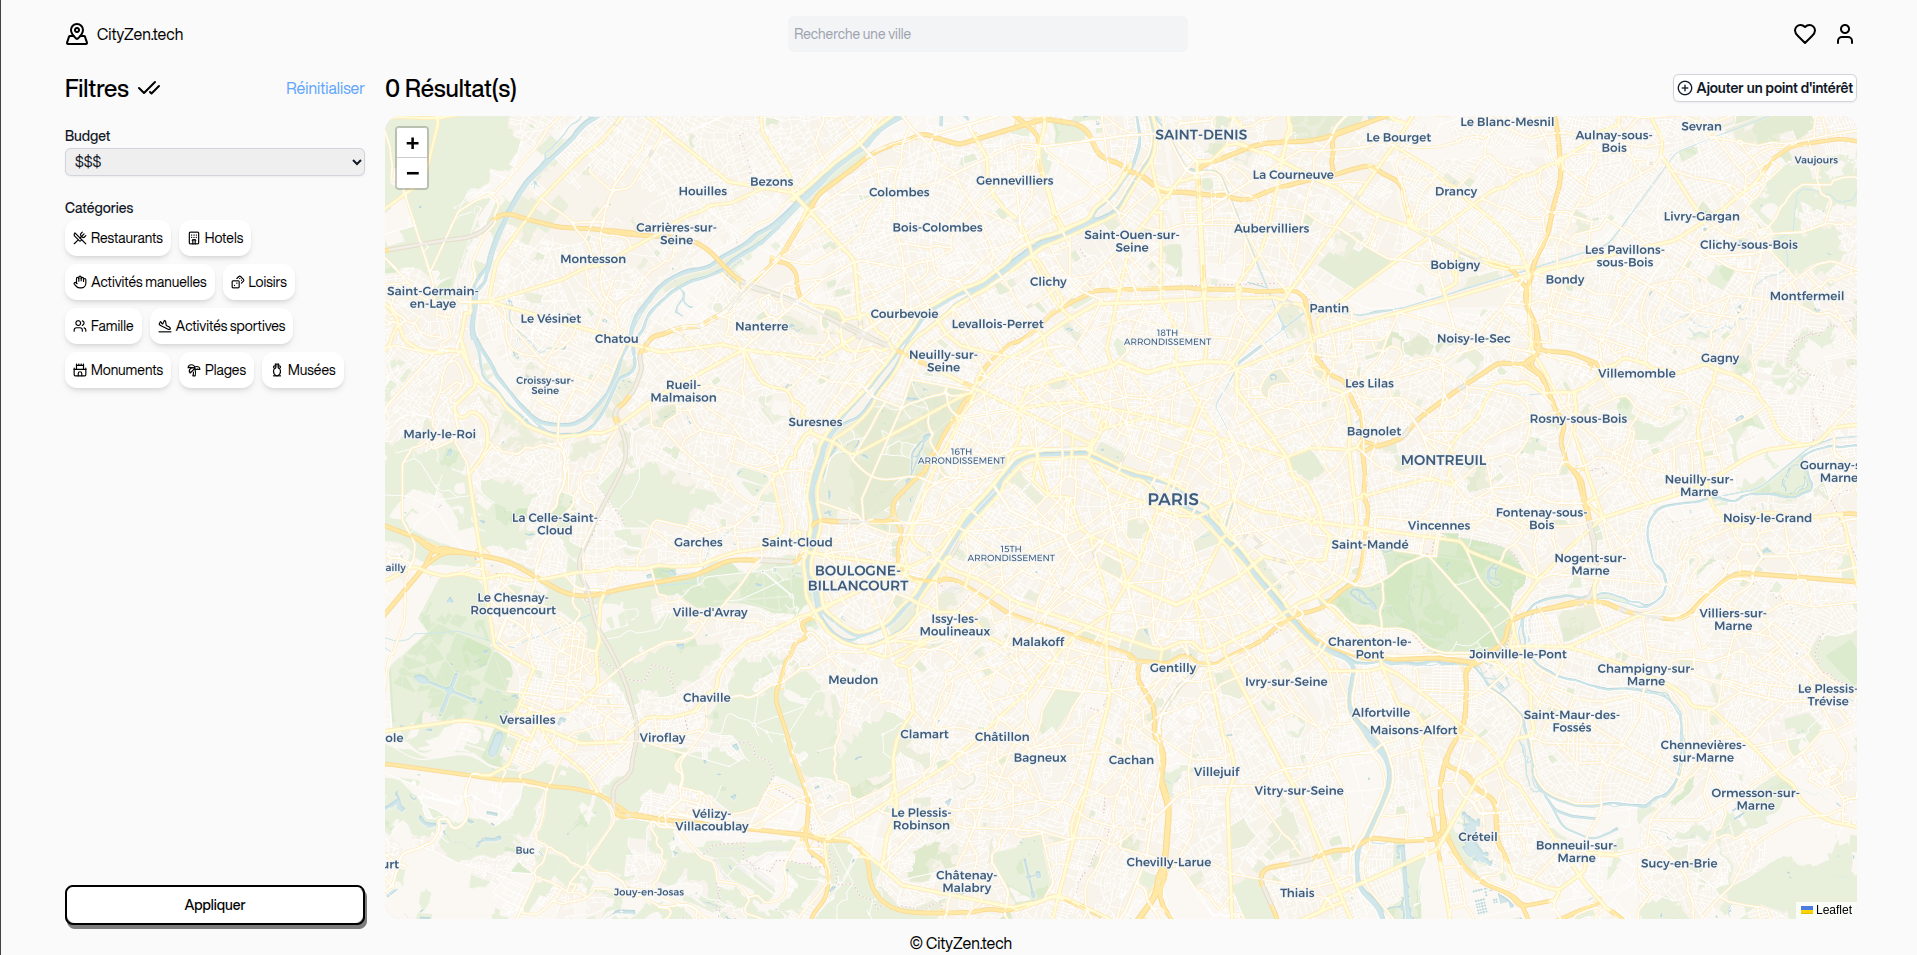 CityZen.tech
Recherche une ville
Filtres
Réinitialiser
0 Résultat(s)
Ajouter un point d'intérêt
Budget
$$$
Catégories
Restaurants
Hotels
Activités manuelles
Loisirs
Famille
Activités sportives
Monuments
Plages
Musées
Appliquer
+
−
SAINT-DENIS
Le Bourget
Le Blanc-Mesnil
Aulnay-sous-
Bois
Sevran
Vaujours
Houilles
Bezons
Colombes
Gennevilliers
La Courneuve
Drancy
Livry-Gargan
Carrières-sur-
Seine
Bois-Colombes
Saint-Ouen-sur-
Seine
Aubervilliers
Les Pavillons-
sous-Bois
Clichy-sous-Bois
Montesson
Bobigny
Bondy
Clichy
Saint-Germain-
en-Laye
Montfermeil
Le Vésinet
Chatou
Nanterre
Courbevoie
Levallois-Perret
Pantin
18TH
ARRONDISSEMENT
Noisy-le-Sec
Neuilly-sur-
Seine
Gagny
Villemomble
Croissy-sur-
Seine
Rueil-
Malmaison
Les Lilas
Suresnes
Rosny-sous-Bois
Marly-le-Roi
Bagnolet
16TH
ARRONDISSEMENT
MONTREUIL
Gournay-s
Marne
Neuilly-sur-
Marne
PARIS
La Celle-Saint-
Cloud
Garches
Saint-Cloud
Vincennes
Fontenay-sous-
Bois
Noisy-le-Grand
Saint-Mandé
15TH
ARRONDISSEMENT
Nogent-sur-
Marne
ailly
BOULOGNE-
BILLANCOURT
Le Chesnay-
Rocquencourt
Ville-d'Avray
Issy-les-
Moulineaux
Malakoff
Villiers-sur-
Marne
Charenton-le-
Pont
Joinville-le-Pont
Gentilly
Champigny-sur-
Marne
Meudon
Ivry-sur-Seine
Chaville
Le Plessis-
Trévise
Versailles
Alfortville
Saint-Maur-des-
Fossés
ole
Viroflay
Clamart
Châtillon
Maisons-Alfort
Bagneux
Cachan
Chennevières-
sur-Marne
Villejuif
Vitry-sur-Seine
Ormesson-sur-
Marne
Vélizy-
Villacoublay
Le Plessis-
Robinson
Créteil
Buc
Bonneuil-sur-
Marne
urt
Chevilly-Larue
Sucy-en-Brie
Châtenay-
Malabry
Jouy-en-Josas
Thiais
Leaflet
© CityZen.tech